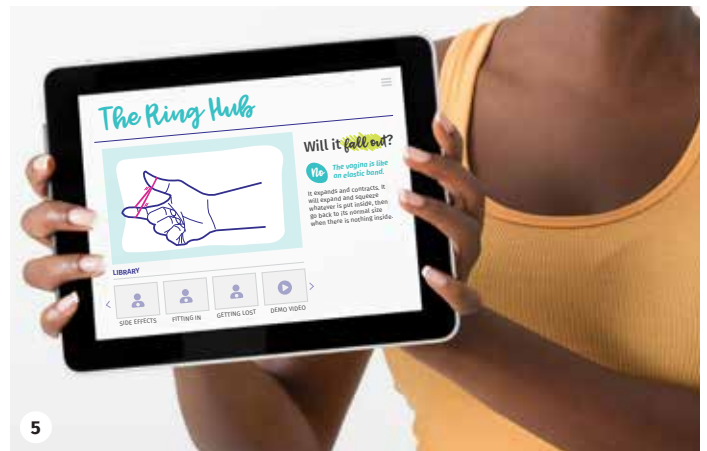 The Ring Hub
Will it fall out?
No
The vagina is like
an elastic band.
It expands and contracts, it
will expand and squeeze
whatever is put inside, then
go back to its normal size
when there is nothing inside.
LIBRARY
SIDE EFFECTS
FITTING IN
GETTING LOST
DEMO VIDEO
5